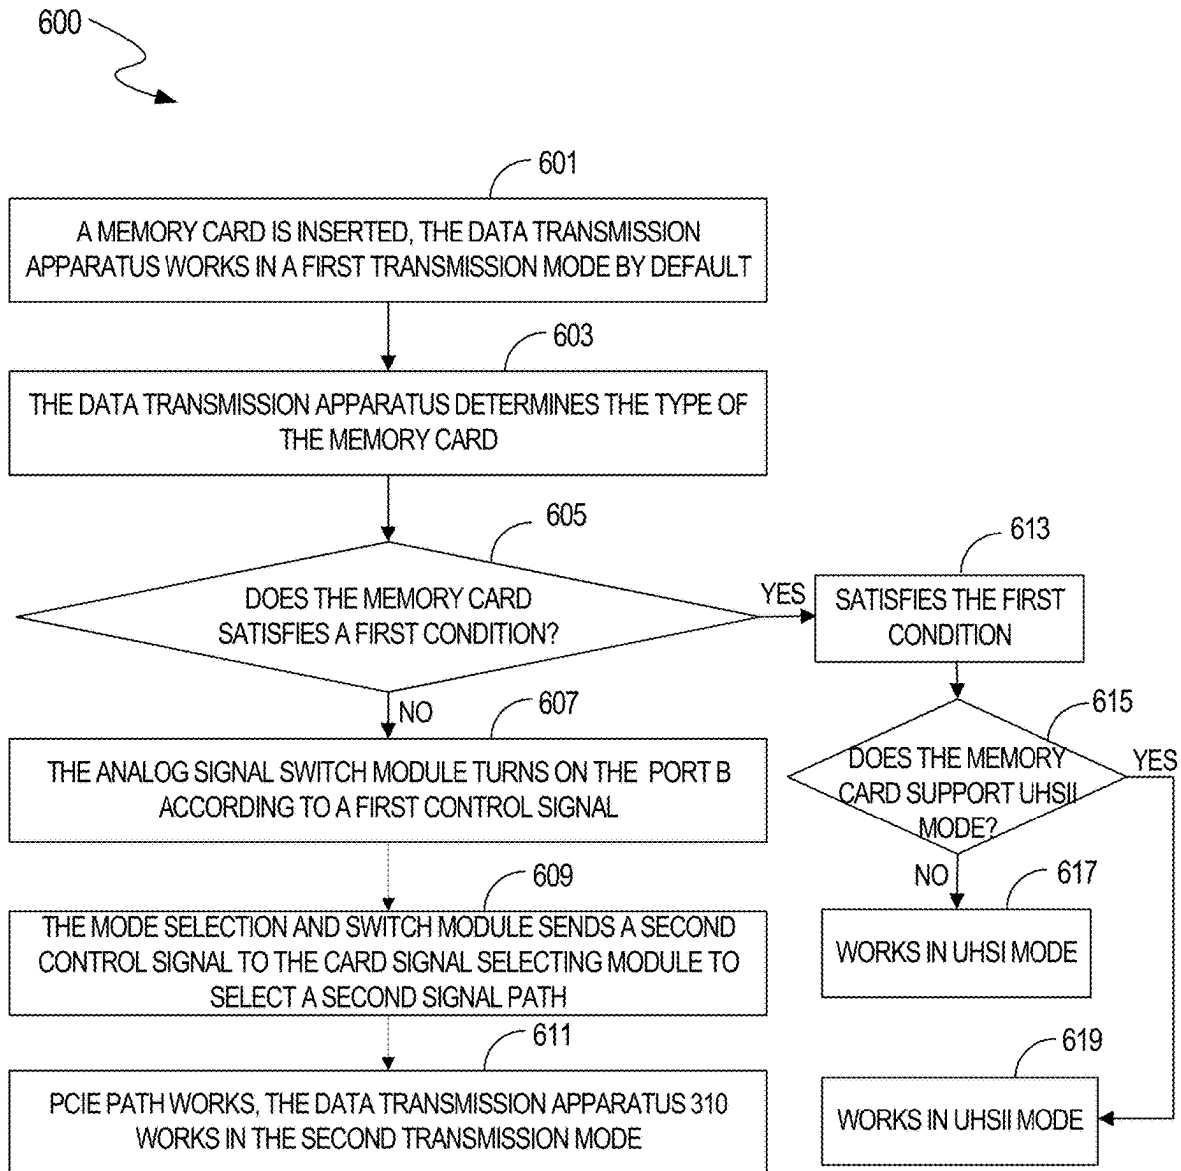 600
601
A MEMORY CARD IS INSERTED, THE DATA TRANSMISSION
APPARATUS WORKS IN A FIRST TRANSMISSION MODE BY DEFAULT
603
THE DATA TRANSMISSION APPARATUS DETERMINES THE TYPE OF
THE MEMORY CARD
605
DOES THE MEMORY CARD
SATISFIES A FIRST CONDITION?
YES
613
SATISFIES THE FIRST
CONDITION
NO
607
THE ANALOG SIGNAL SWITCH MODULE TURNS ON THE PORT B
ACCORDING TO A FIRST CONTROL SIGNAL
615
DOES THE MEMORY
CARD SUPPORT UHSII
MODE?
YES
NO
609
THE MODE SELECTION AND SWITCH MODULE SENDS A SECOND
CONTROL SIGNAL TO THE CARD SIGNAL SELECTING MODULE TO
SELECT A SECOND SIGNAL PATH
617
WORKS IN UHSI MODE
611
PCIE PATH WORKS, THE DATA TRANSMISSION APPARATUS 310
WORKS IN THE SECOND TRANSMISSION MODE
619
WORKS IN UHSII MODE